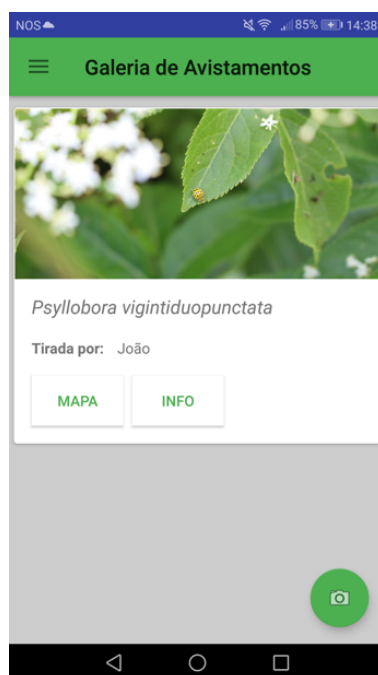 NOS 85% 14:38
Galeria de Avistamentos
Psyllobora vigintiduopunctata
Tirada por: João
MAPA INFO